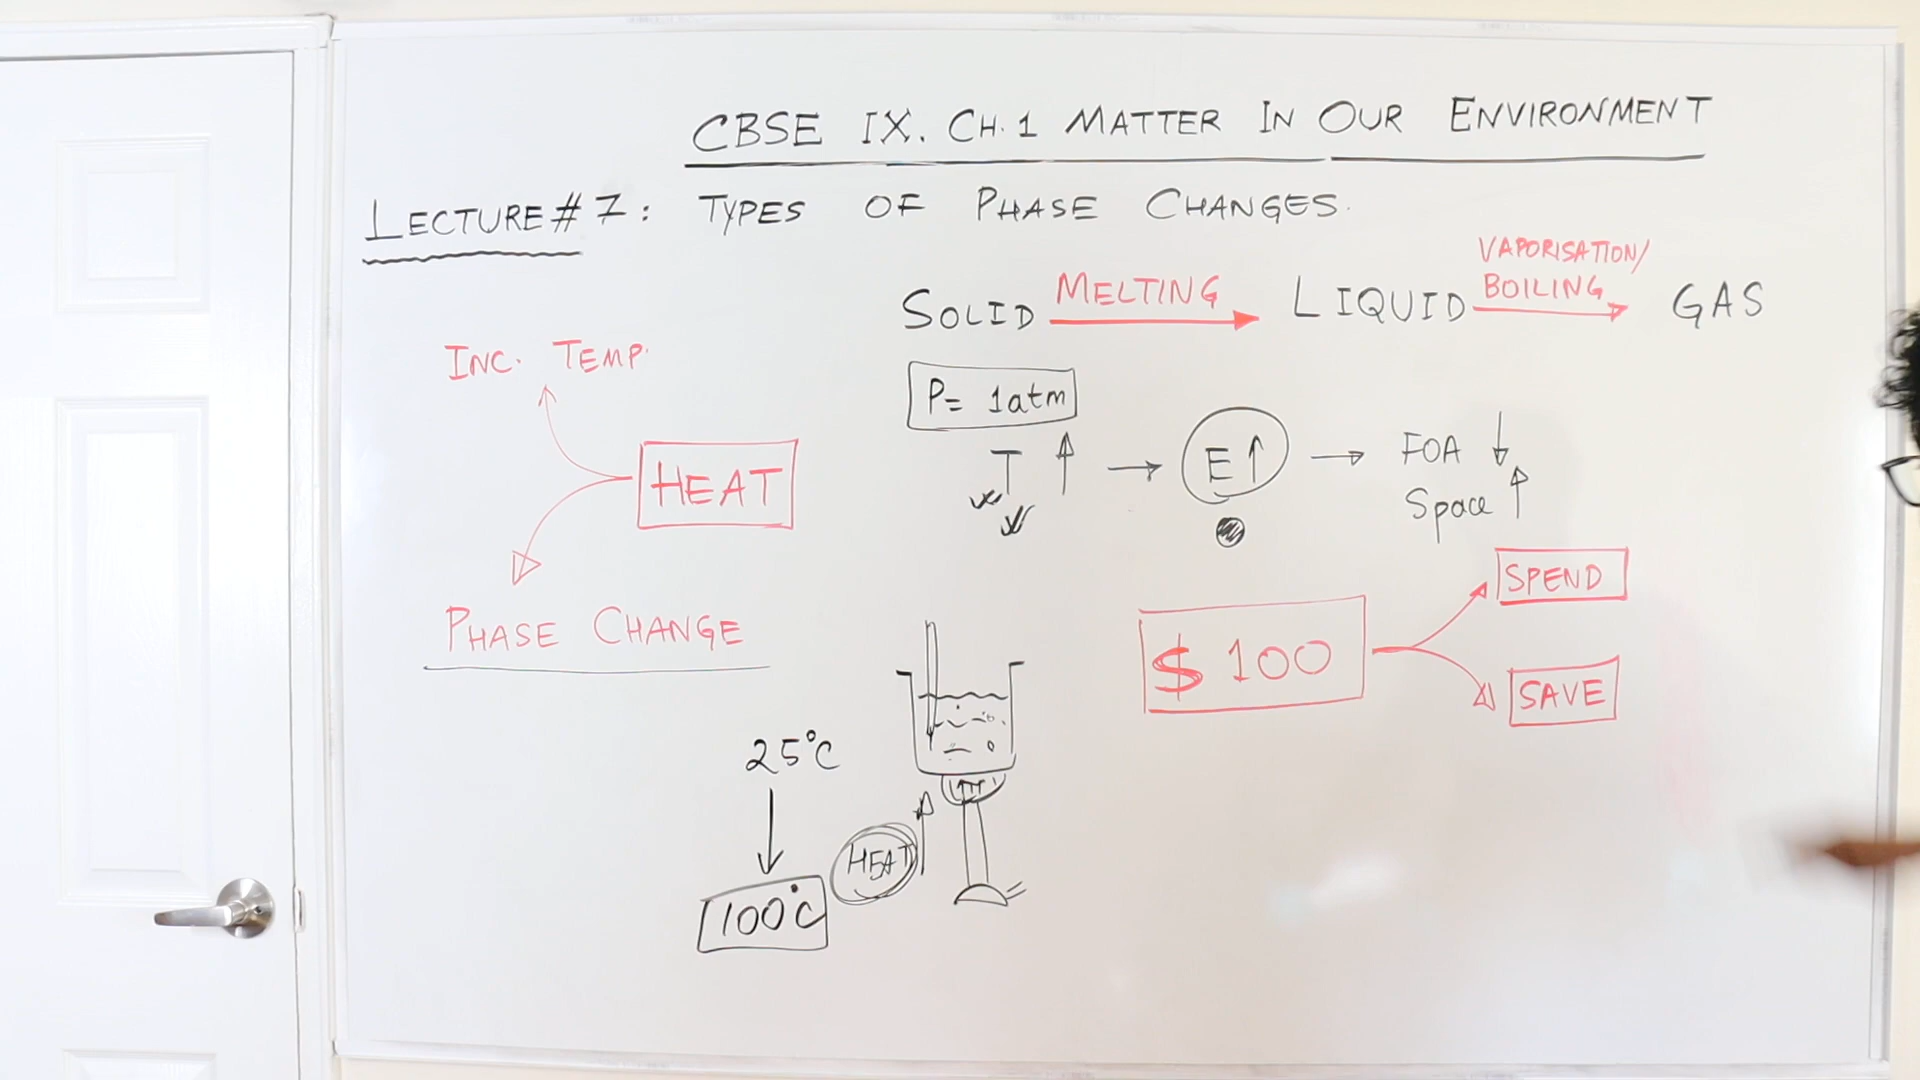 CBSE IX. CH.1 MATTER IN OUR ENVIRONMENT
LECTURE # 7: TYPES OF PHASE CHANGES.
SOLID MELTING LIQUID VAPORISATION/ BOILING GAS
INC. TEMP.
HEAT
PHASE CHANGE
P= 1atm
T ↑ → E↑ → FOA ↓
Space ↑
$ 100
SPEND
SAVE
25°C
↓
100°C
HEAT